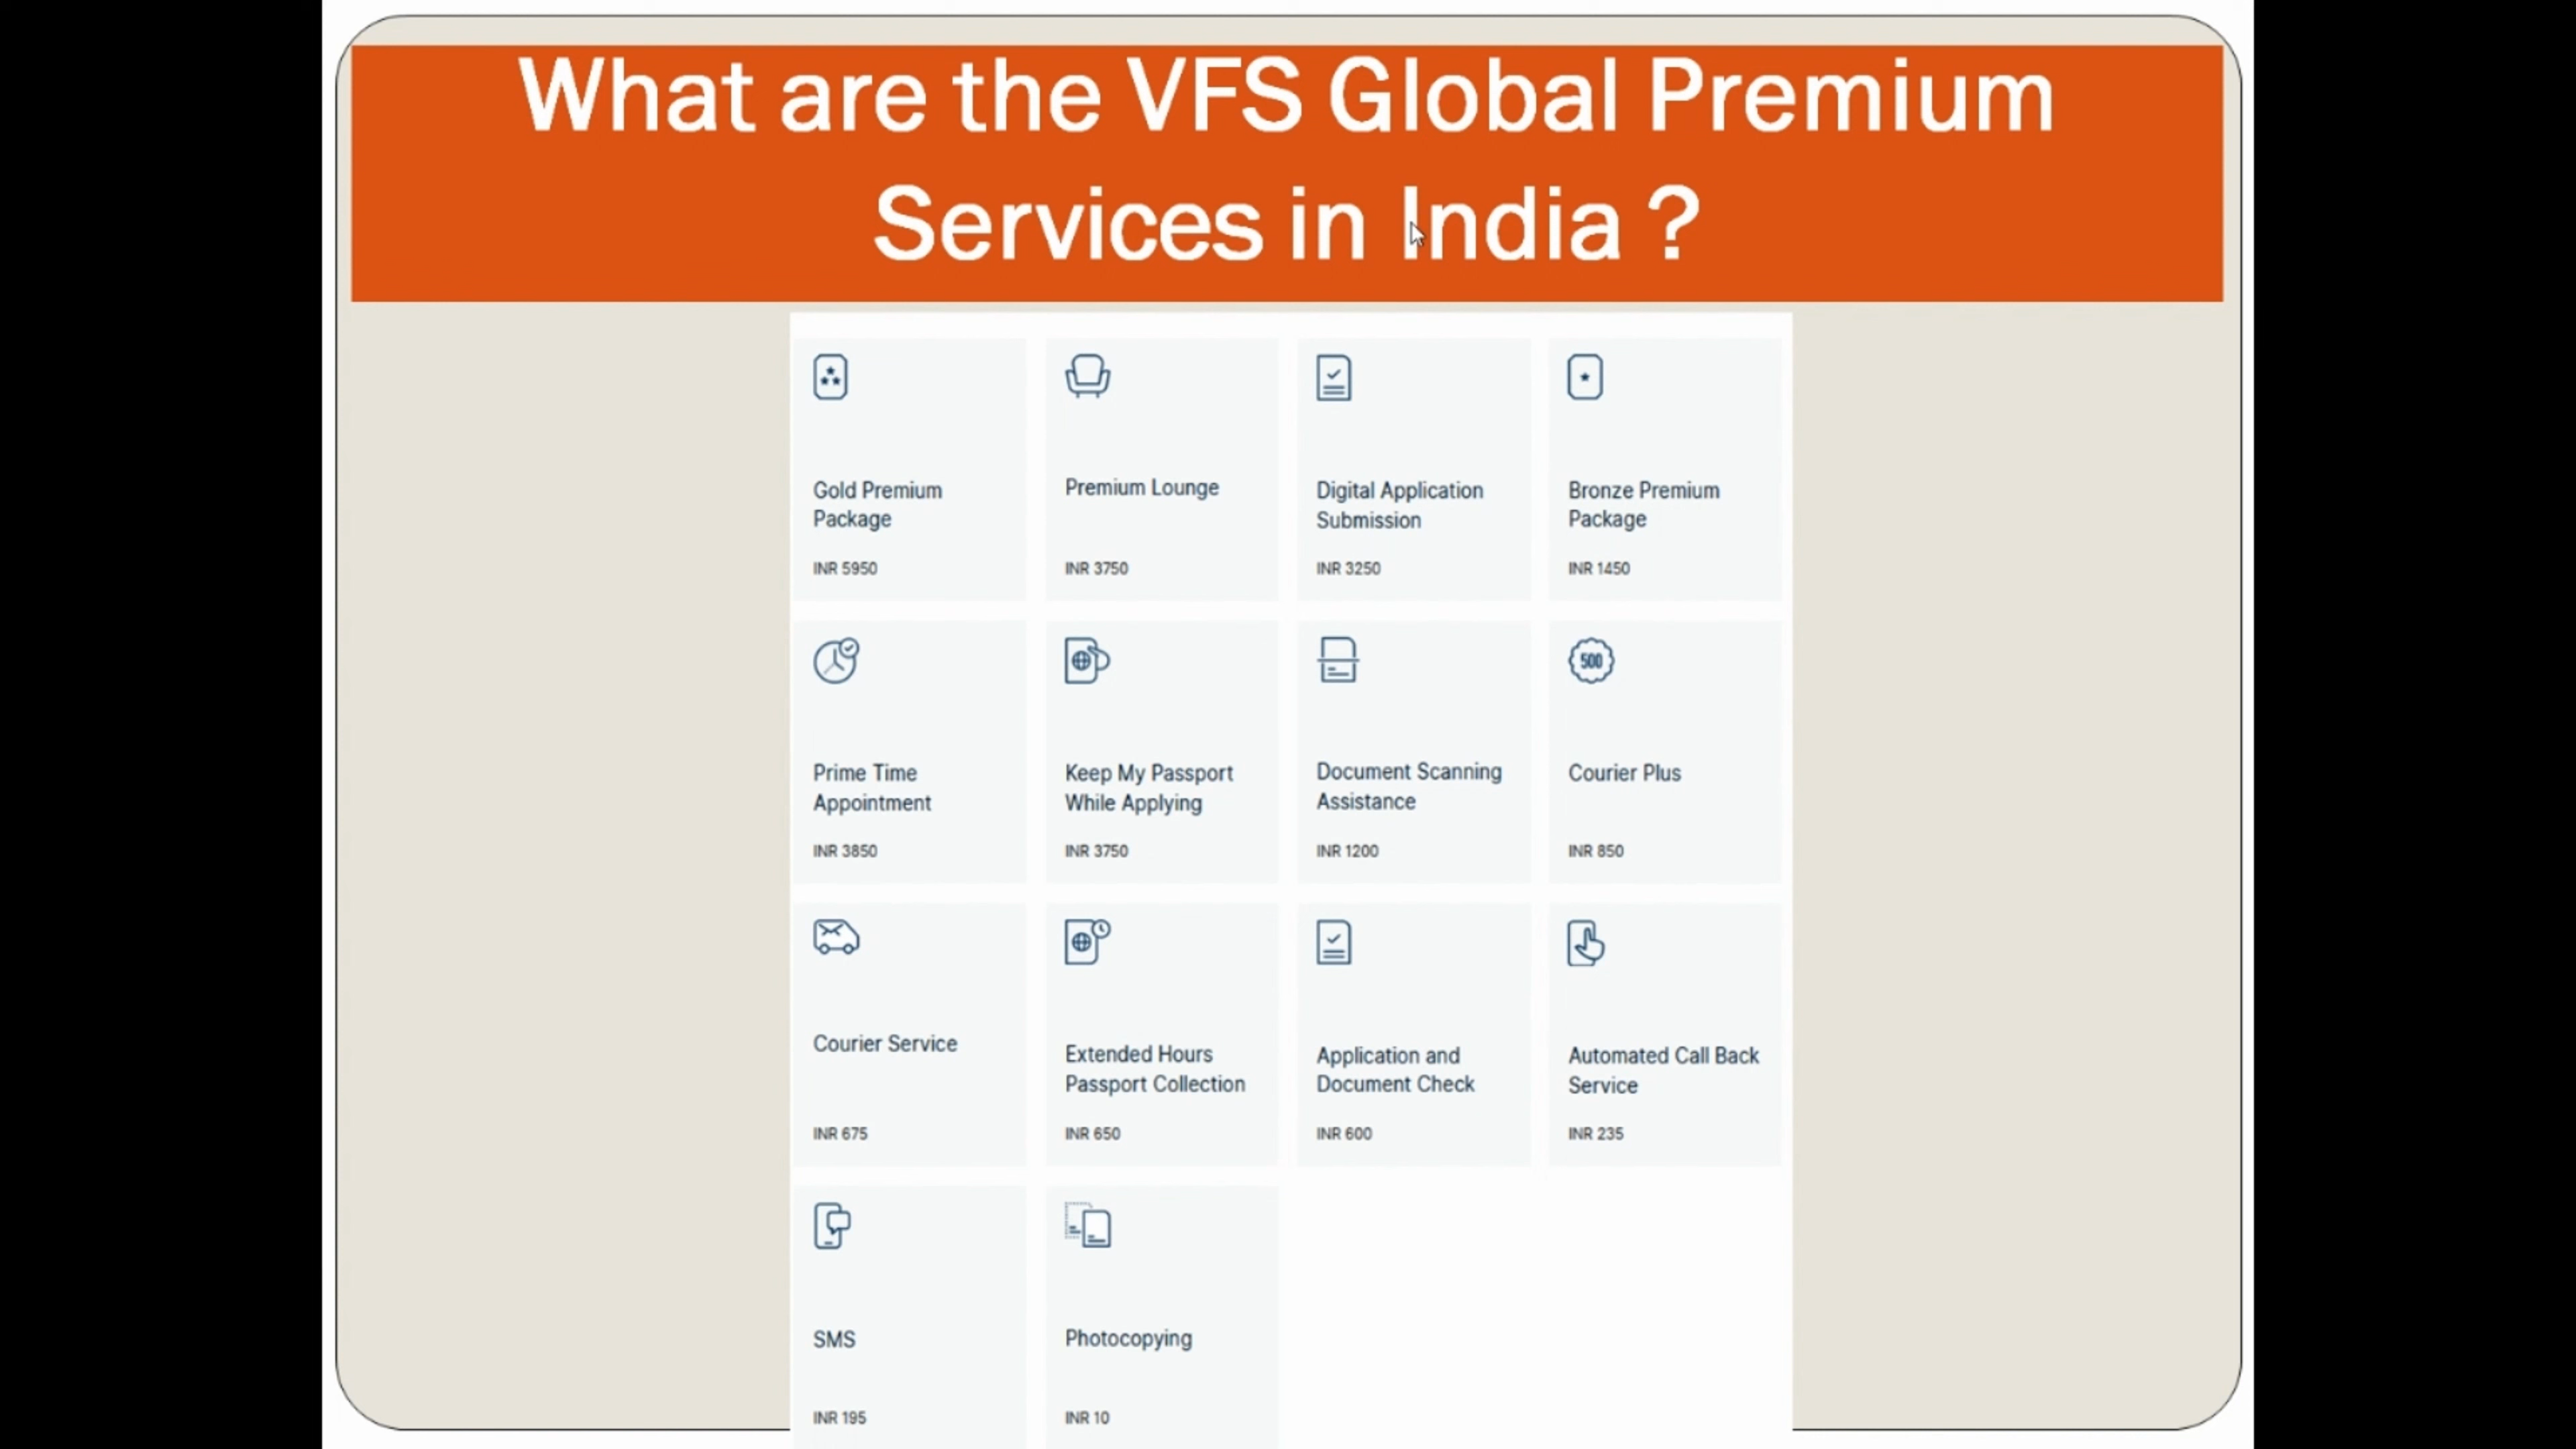 What are the VFS Global Premium
Services in India ?
Gold Premium
Package
INR 5950
Premium Lounge
INR 3750
Digital Application
Submission
INR 3250
Bronze Premium
Package
INR 1450
Prime Time
Appointment
INR 3850
Keep My Passport
While Applying
INR 3750
Document Scanning
Assistance
INR 1200
500
Courier Plus
INR 850
Courier Service
INR 675
Extended Hours
Passport Collection
INR 650
Application and
Document Check
INR 600
Automated Call Back
Service
INR 235
SMS
INR 195
Photocopying
INR 10